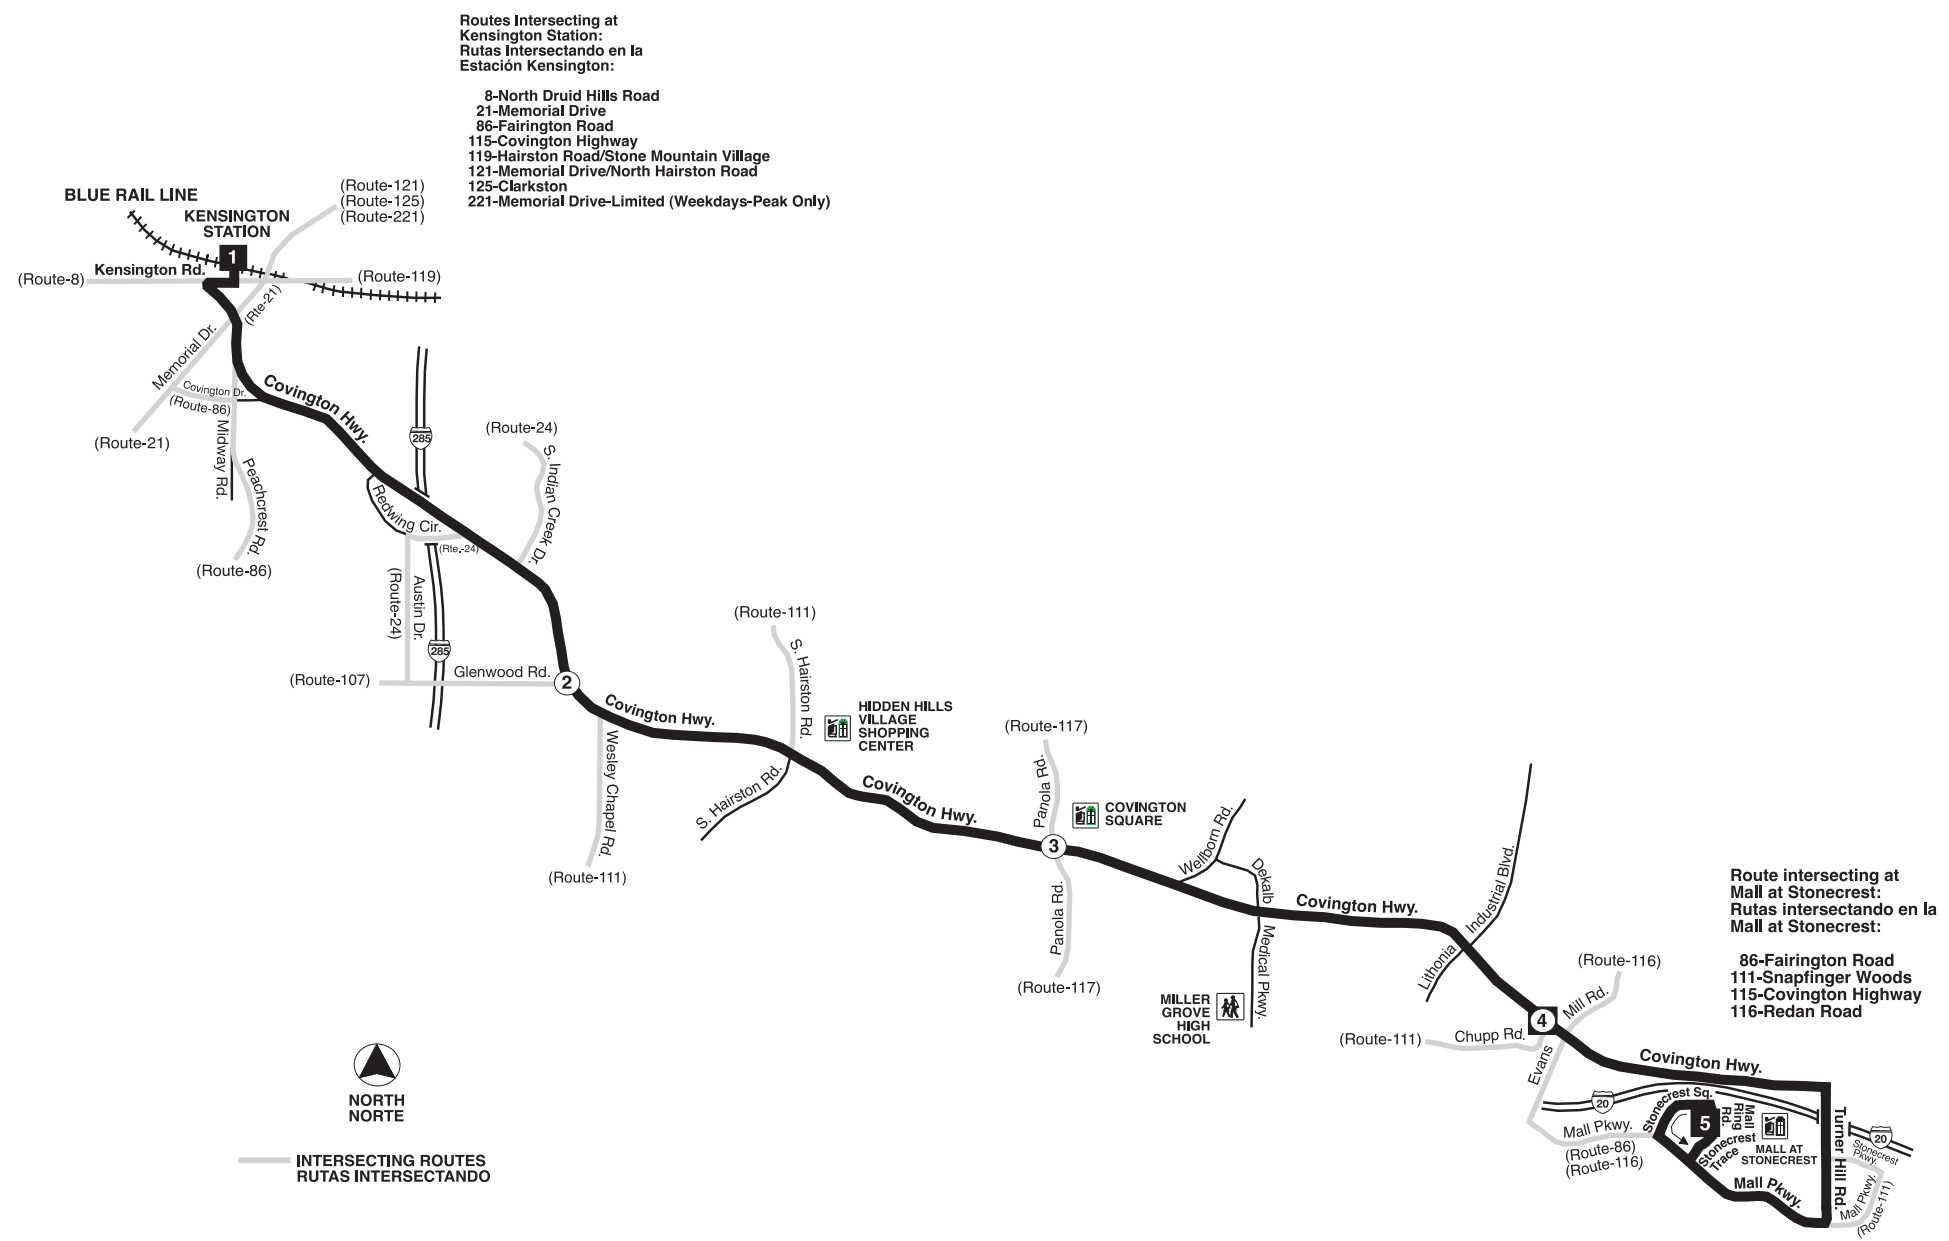 Routes Intersecting at
Kensington Station:
Rutas Intersectando en la
Estación Kensington:
8-North Druid Hills Road
21-Memorial Drive
86-Fairington Road
115-Covington Highway
119-Hairston Road/Stone Mountain Village
121-Memorial Drive/North Hairston Road
125-Clarkston
221-Memorial Drive-Limited (Weekdays-Peak Only)
BLUE RAIL LINE
KENSINGTON
STATION
(Route-121)
(Route-125)
(Route-221)
1
Kensington Rd.
(Route-8)
(Route-119)
(Rte-21)
Memorial Dr.
Covington Dr.
(Route-86)
(Route-21)
Midway Rd.
Peachcrest Rd.
(Route-86)
Covington Hwy.
285
(Route-24)
S. Indian Creek Dr.
Redwing Cir.
(Rte.-24)
Austin Dr.
(Route-24)
285
(Route-107)
Glenwood Rd.
2
Covington Hwy.
Wesley Chapel Rd.
(Route-111)
(Route-111)
S. Hairston Rd.
S. Hairston Rd.
HIDDEN HILLS
VILLAGE
SHOPPING
CENTER
Covington Hwy.
(Route-117)
Panola Rd.
3
COVINGTON
SQUARE
Panola Rd.
(Route-117)
Wellborn Rd.
Dekalb
Medical Pkwy.
MILLER
GROVE
HIGH
SCHOOL
Covington Hwy.
Lithonia
Industrial Blvd.
Route intersecting at
Mall at Stonecrest:
Rutas intersectando en la
Mall at Stonecrest:
86-Fairington Road
111-Snapfinger Woods
115-Covington Highway
116-Redan Road
(Route-116)
Mill Rd.
4
(Route-111)
Chupp Rd.
Evans
Covington Hwy.
20
Stonecrest Sq.
Mall
Ring
Rd.
5
Mall Pkwy.
(Route-86)
(Route-116)
Stonecrest
Trace
MALL AT
STONECREST
Turner Hill Rd.
20
Stonecrest
Pkwy.
Mall Pkwy.
Mall Pkwy.
(Route-111)
NORTH
NORTE
INTERSECTING ROUTES
RUTAS INTERSECTANDO